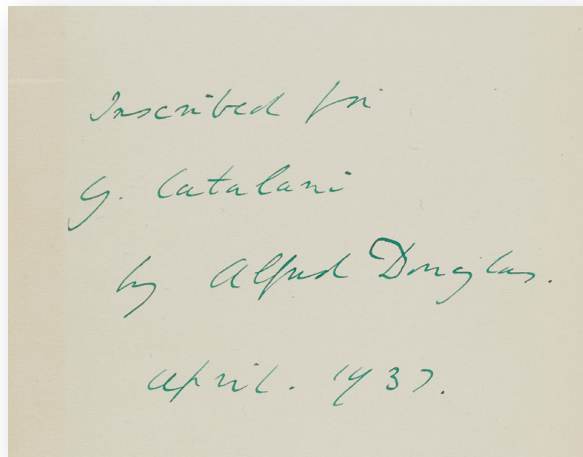 Inscribed for
G. Catalani
by Alfred Douglas.
April. 1937.